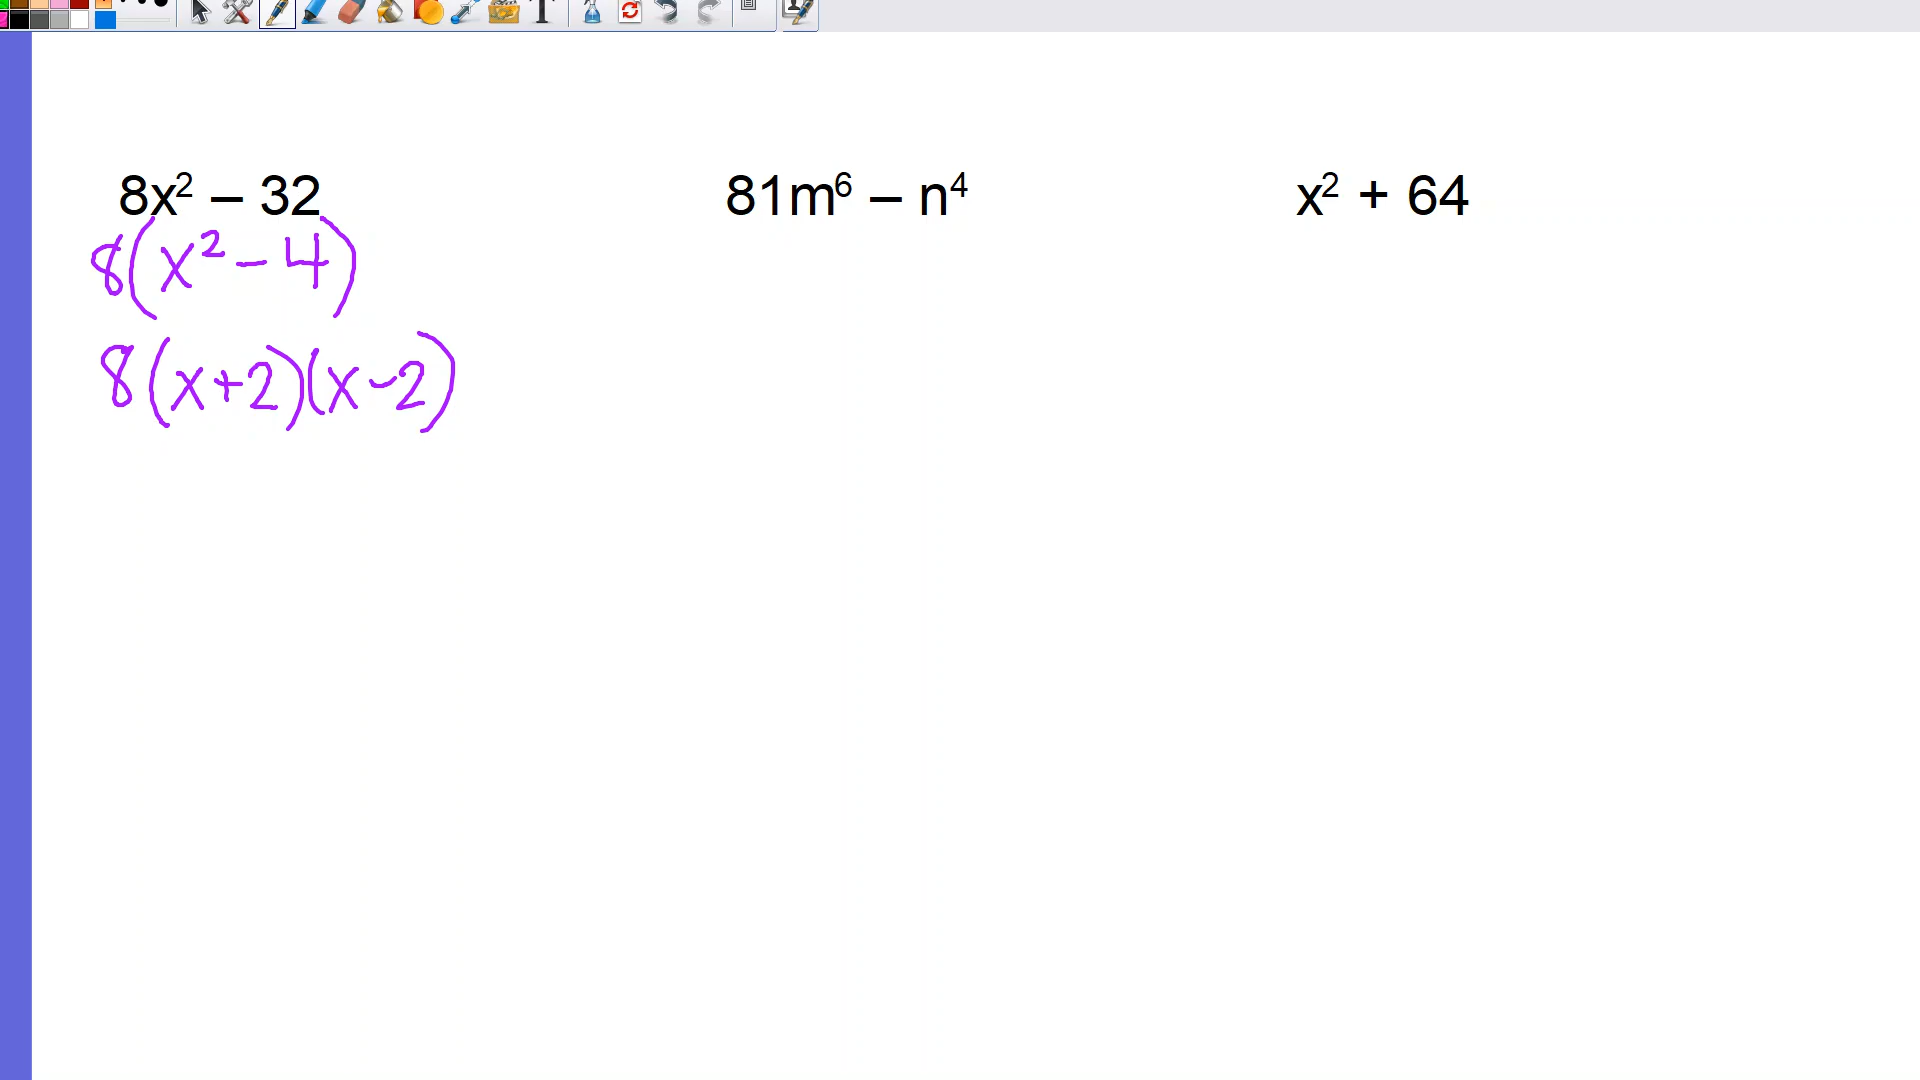 8x² – 32
8(x² - 4)
8(x+2)(x-2)
81m⁶ – n⁴
x² + 64